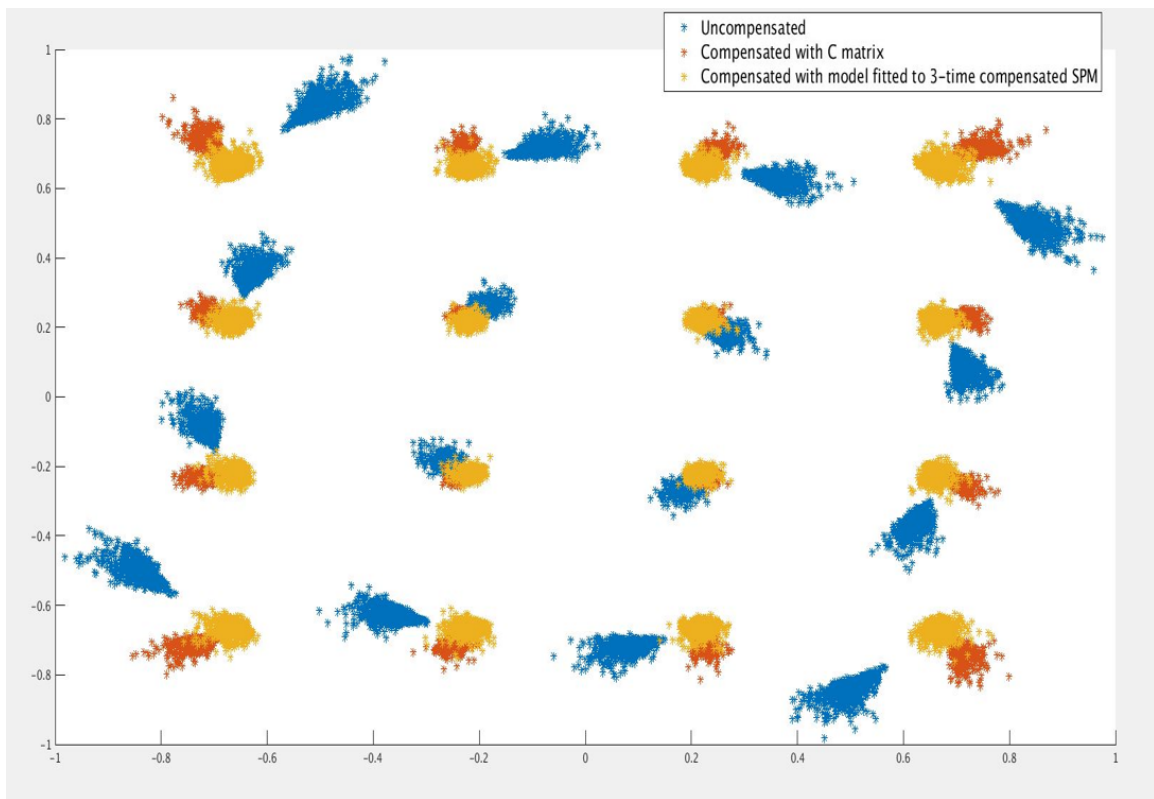 Uncompensated
Compensated with C matrix
Compensated with model fitted to 3-time compensated SPM
1
0.8
0.6
0.4
0.2
0
-0.2
-0.4
-0.6
-0.8
-1
-1 -0.8 -0.6 -0.4 -0.2 0 0.2 0.4 0.6 0.8 1